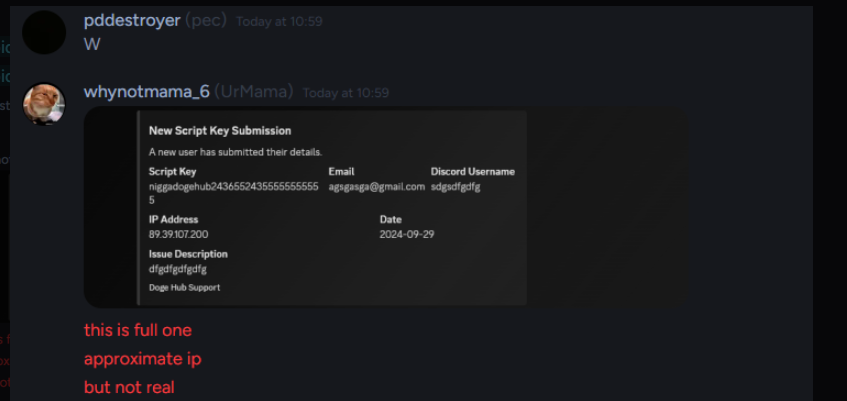 pddestroyer (pec) Today at 10:59
W
whynotmama_6 (UrMama) Today at 10:59
New Script Key Submission
A new user has submitted their details.
Script Key Email Discord Username
niggadogehub2436552435555555555 agsgasga@gmail.com sdgsdfgdfg
5
IP Address Date
89.39.107.200 2024-09-29
Issue Description
dfgdfgdfgdfg
Doge Hub Support
this is full one
approximate ip
but not real